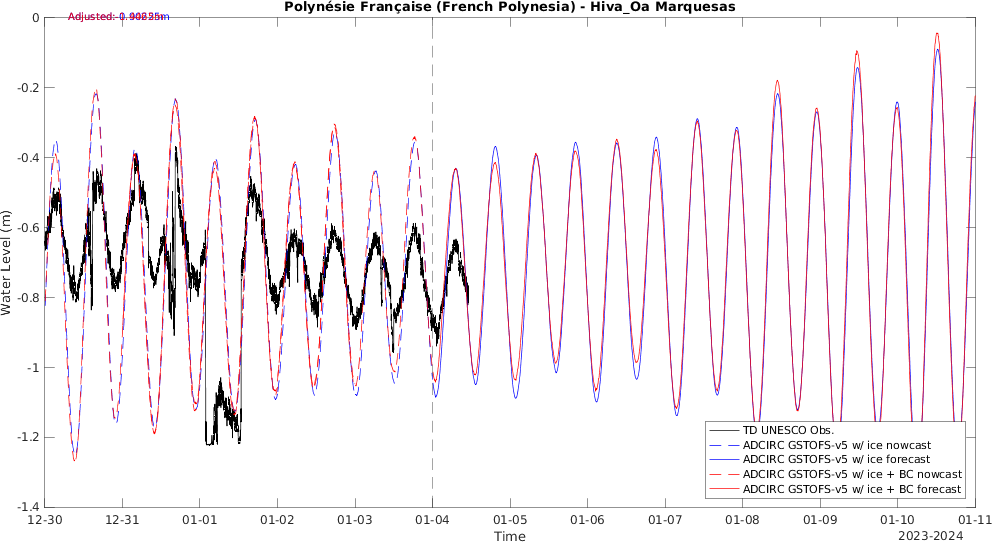 Polynésie Française (French Polynesia) - Hiva_Oa Marquesas
Adjusted:
0
-0.2
-0.4
-0.6
-0.8
-1
-1.2
-1.4
Water Level (m)
12-30 12-31 01-01 01-02 01-03 01-04 01-05 01-06 01-07 01-08 01-09 01-10 01-11
Time
2023-2024
TD UNESCO Obs.
ADCIRC GSTOFS-v5 w/ ice nowcast
ADCIRC GSTOFS-v5 w/ ice forecast
ADCIRC GSTOFS-v5 w/ ice + BC nowcast
ADCIRC GSTOFS-v5 w/ ice + BC forecast